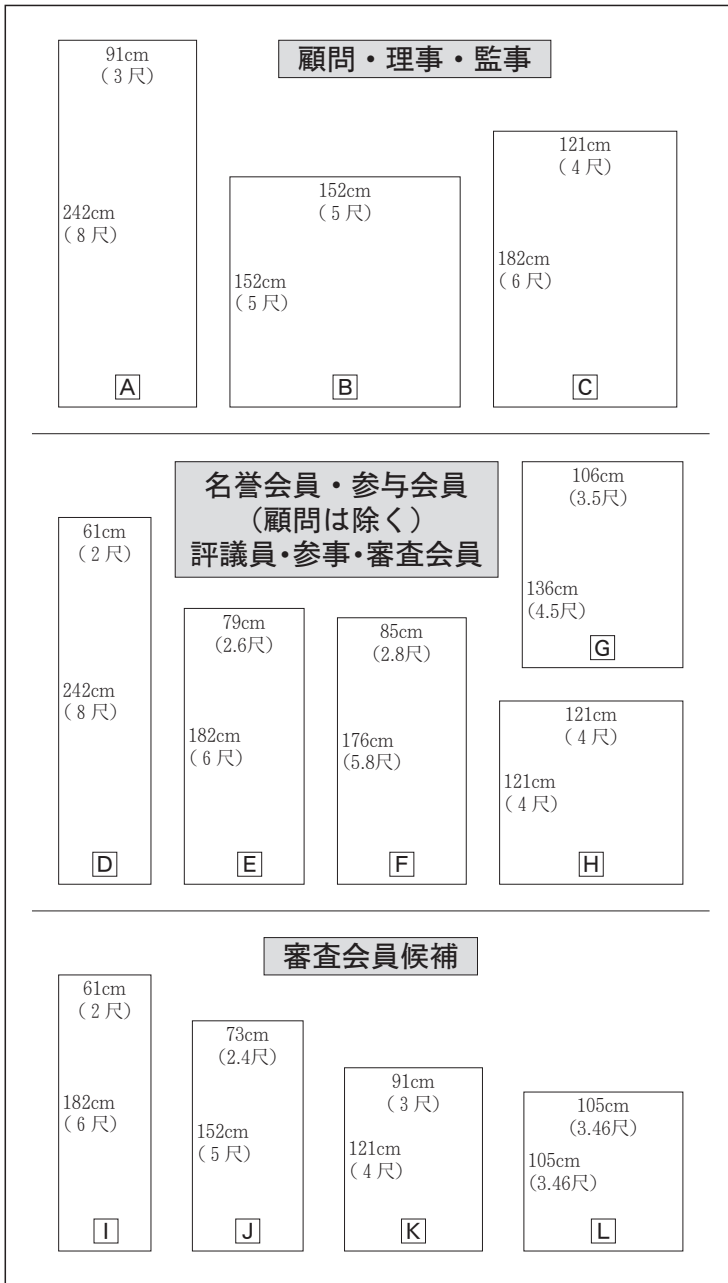 顧問・理事・監事
91cm
( 3 尺)
242cm
( 8 尺)
A
152cm
( 5 尺)
152cm
( 5 尺)
B
121cm
( 4 尺)
182cm
( 6 尺)
C
名誉会員・参与会員
(顧問は除く)
評議員・参事・審査会員
61cm
( 2 尺)
242cm
( 8 尺)
D
79cm
(2.6尺)
182cm
( 6 尺)
E
85cm
(2.8尺)
176cm
(5.8尺)
F
106cm
(3.5尺)
136cm
(4.5尺)
G
121cm
( 4 尺)
121cm
( 4 尺)
H
審査会員候補
61cm
( 2 尺)
182cm
( 6 尺)
I
73cm
(2.4尺)
152cm
( 5 尺)
J
91cm
( 3 尺)
121cm
( 4 尺)
K
105cm
(3.46尺)
105cm
(3.46尺)
L